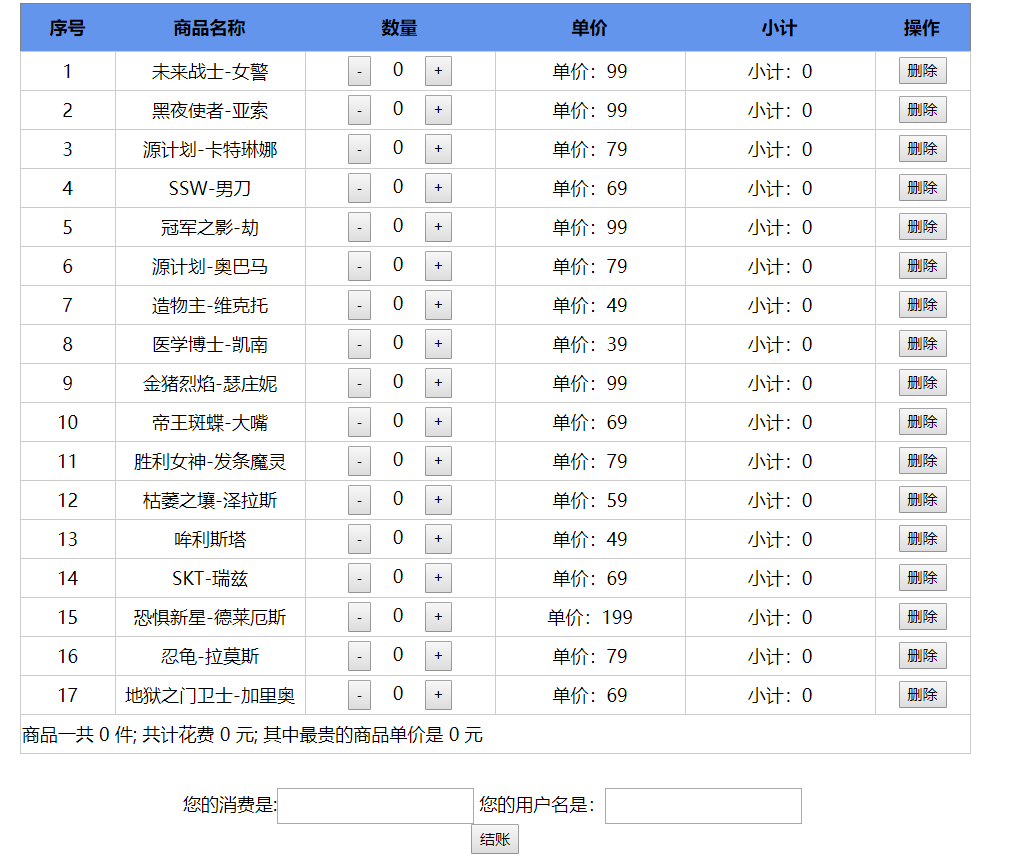 序号 商品名称 数量 单价 小计 操作
1 未来战士-女警 - 0 + 单价：99 小计：0 删除
2 黑夜使者-亚索 - 0 + 单价：99 小计：0 删除
3 源计划-卡特琳娜 - 0 + 单价：79 小计：0 删除
4 SSW-男刀 - 0 + 单价：69 小计：0 删除
5 冠军之影-劫 - 0 + 单价：99 小计：0 删除
6 源计划-奥巴马 - 0 + 单价：79 小计：0 删除
7 造物主-维克托 - 0 + 单价：49 小计：0 删除
8 医学博士-凯南 - 0 + 单价：39 小计：0 删除
9 金猪烈焰-瑟庄妮 - 0 + 单价：99 小计：0 删除
10 帝王斑蝶-大嘴 - 0 + 单价：69 小计：0 删除
11 胜利女神-发条魔灵 - 0 + 单价：79 小计：0 删除
12 枯萎之壤-泽拉斯 - 0 + 单价：59 小计：0 删除
13 哞利斯塔 - 0 + 单价：49 小计：0 删除
14 SKT-瑞兹 - 0 + 单价：69 小计：0 删除
15 恐惧新星-德莱厄斯 - 0 + 单价：199 小计：0 删除
16 忍龟-拉莫斯 - 0 + 单价：79 小计：0 删除
17 地狱之门卫士-加里奥 - 0 + 单价：69 小计：0 删除
商品一共 0 件; 共计花费 0 元; 其中最贵的商品单价是 0 元
您的消费是: 您的用户名是：
结账